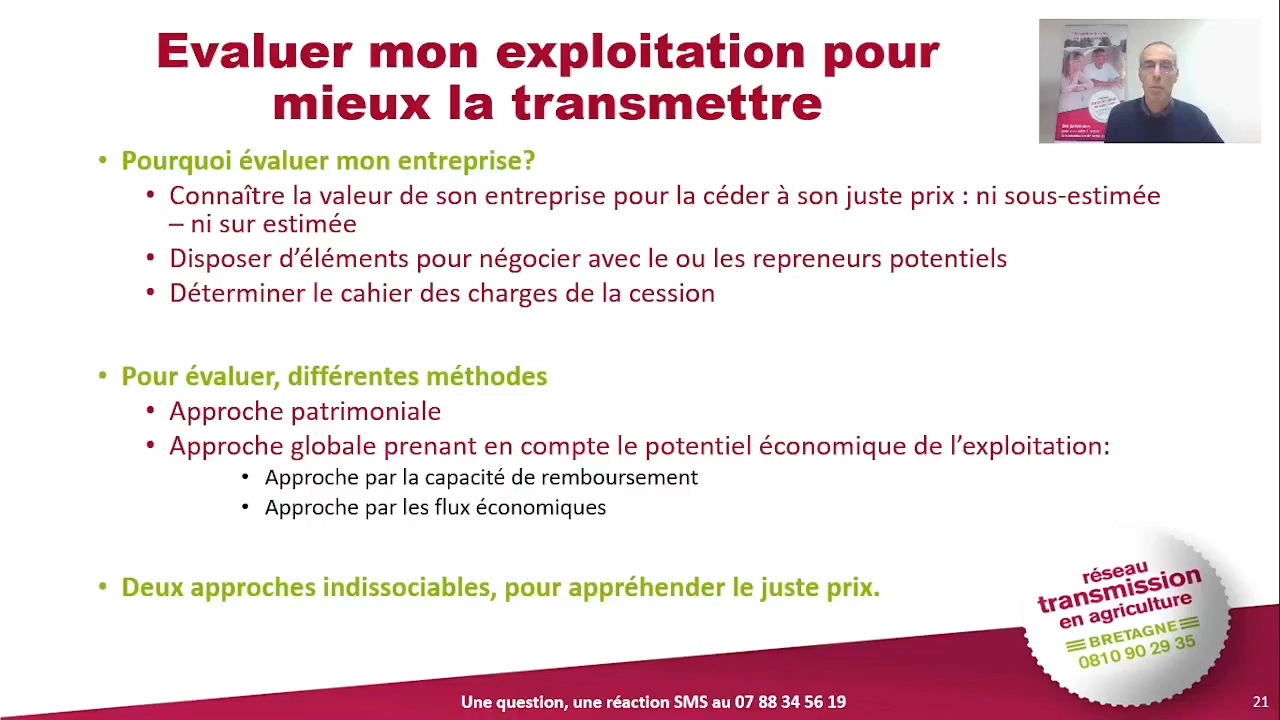 Evaluer mon exploitation pour
mieux la transmettre
• Pourquoi évaluer mon entreprise?
• Connaître la valeur de son entreprise pour la céder à son juste prix : ni sous-estimée
– ni sur estimée
• Disposer d’éléments pour négocier avec le ou les repreneurs potentiels
• Déterminer le cahier des charges de la cession
• Pour évaluer, différentes méthodes
• Approche patrimoniale
• Approche globale prenant en compte le potentiel économique de l’exploitation:
• Approche par la capacité de remboursement
• Approche par les flux économiques
• Deux approches indissociables, pour appréhender le juste prix.
réseau
transmission
en agriculture
BRETAGNE
0810 90 29 35
Une question, une réaction SMS au 07 88 34 56 19
21